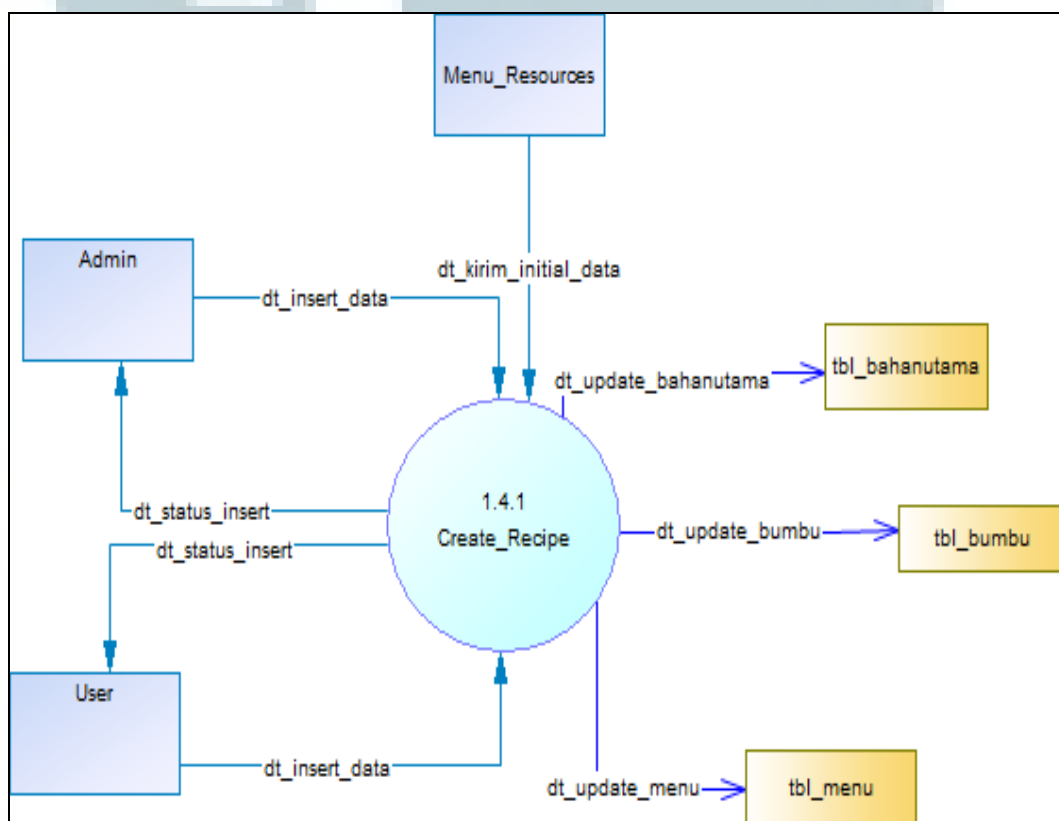 Menu_Resources
Admin
dt_kirim_initial_data
dt_insert_data
tbl_bahanutama
dt_update_bahanutama
1.4.1
Create_Recipe
dt_status_insert
dt_update_bumbu
tbl_bumbu
dt_status_insert
User
dt_insert_data
dt_update_menu
tbl_menu